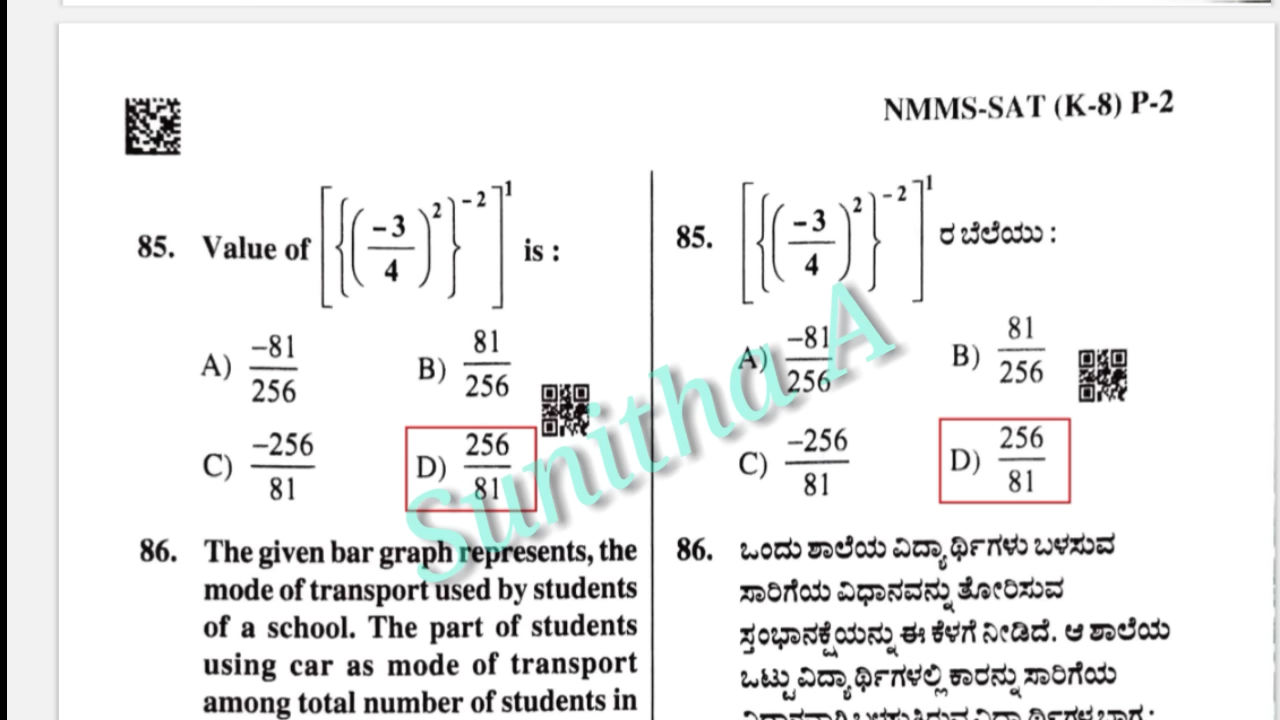 NMMS-SAT (K-8) P-2
85. Value of [{(-3/4)^2}^-2]^1 is :
A) -81/256 B) 81/256
C) -256/81 D) 256/81
86. The given bar graph represents, the
mode of transport used by students
of a school. The part of students
using car as mode of transport
among total number of students in
85. [{(-3/4)^2}^-2]^1 ರ ಬೆಲೆಯು :
A) -81/256 B) 81/256
C) -256/81 D) 256/81
86. ಒಂದು ಶಾಲೆಯ ವಿದ್ಯಾರ್ಥಿಗಳು ಬಳಸುವ
ಸಾರಿಗೆಯ ವಿಧಾನವನ್ನು ತೋರಿಸುವ
ಸ್ತಂಭಾನಕ್ಷೆಯನ್ನು ಈ ಕೆಳಗೆ ನೀಡಿದೆ. ಆ ಶಾಲೆಯ
ಒಟ್ಟು ವಿದ್ಯಾರ್ಥಿಗಳಲ್ಲಿ ಕಾರನ್ನು ಸಾರಿಗೆಯ
Sunitha A